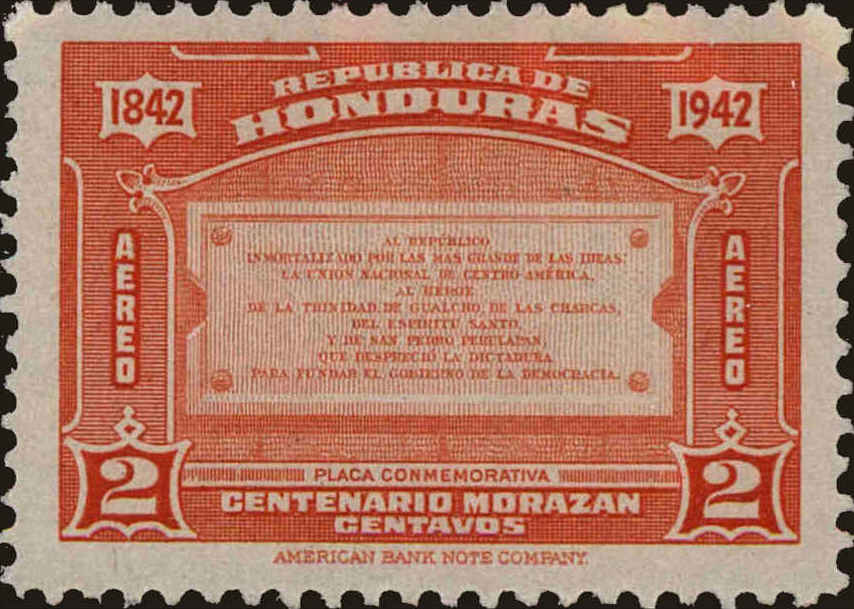 REPUBLICA DE
HONDURAS
1842
1942
AEREO
AEREO
AL REPÚBLICO
INMORTALIZADO POR LAS MAS GRANDE DE LAS IDEAS:
LA UNION NACIONAL DE CENTRO-AMÉRICA,
AL HEROE
DE LA TRINIDAD, DE GUALCHO, DE LAS CHARCAS,
DEL ESPIRITU SANTO,
Y DE SAN PEDRO PERULAPAN,
QUE DESPRECIÓ LA DICTADURA
PARA FUNDAR EL GOBIERNO DE LA DEMOCRACIA.
PLACA CONMEMORATIVA
2
2
CENTENARIO MORAZAN
CENTAVOS
AMERICAN BANK NOTE COMPANY.